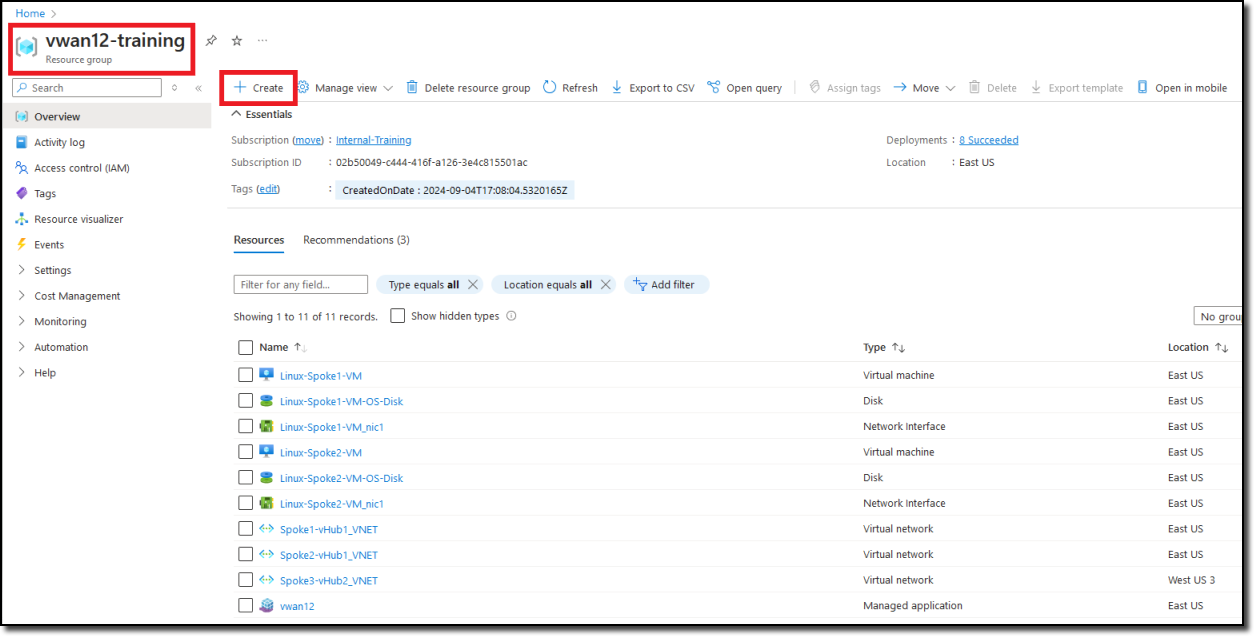 Home >
vwan12-training
Resource group
Search
Create
Manage view
Delete resource group
Refresh
Export to CSV
Open query
Assign tags
Move
Delete
Export template
Open in mobile
Overview
Activity log
Access control (IAM)
Tags
Resource visualizer
Events
Settings
Cost Management
Monitoring
Automation
Help
Essentials
Subscription (move) : Internal-Training
Deployments : 8 Succeeded
Subscription ID : 02b50049-c444-416f-a126-3e4c815501ac
Location : East US
Tags (edit) : CreatedOnDate : 2024-09-04T17:08:04.5320165Z
Resources Recommendations (3)
Filter for any field... Type equals all Location equals all Add filter
Showing 1 to 11 of 11 records. Show hidden types No grou
Name Type Location
Linux-Spoke1-VM Virtual machine East US
Linux-Spoke1-VM-OS-Disk Disk East US
Linux-Spoke1-VM_nic1 Network Interface East US
Linux-Spoke2-VM Virtual machine East US
Linux-Spoke2-VM-OS-Disk Disk East US
Linux-Spoke2-VM_nic1 Network Interface East US
Spoke1-vHub1_VNET Virtual network East US
Spoke2-vHub1_VNET Virtual network East US
Spoke3-vHub2_VNET Virtual network West US 3
vwan12 Managed application East US